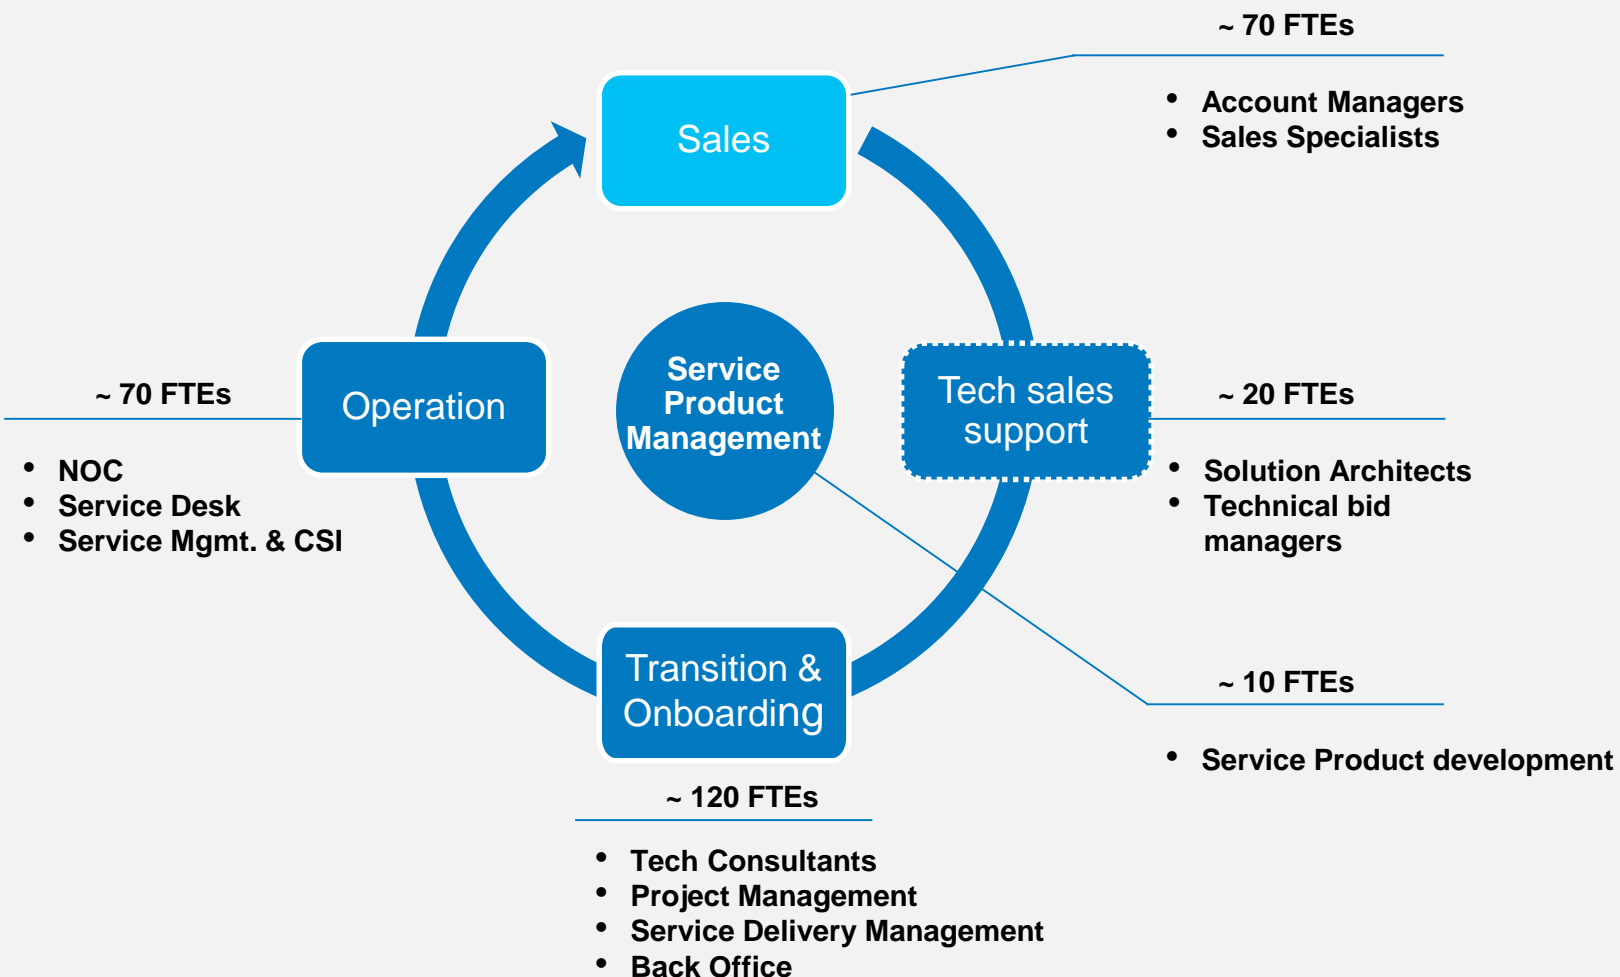 ~ 70 FTEs
• Account Managers
• Sales Specialists
Sales
Service
Product
Management
Tech sales
support
~ 20 FTEs
• Solution Architects
• Technical bid
managers
Operation
~ 70 FTEs
• NOC
• Service Desk
• Service Mgmt. & CSI
Transition &
Onboarding
~ 10 FTEs
• Service Product development
~ 120 FTEs
• Tech Consultants
• Project Management
• Service Delivery Management
• Back Office